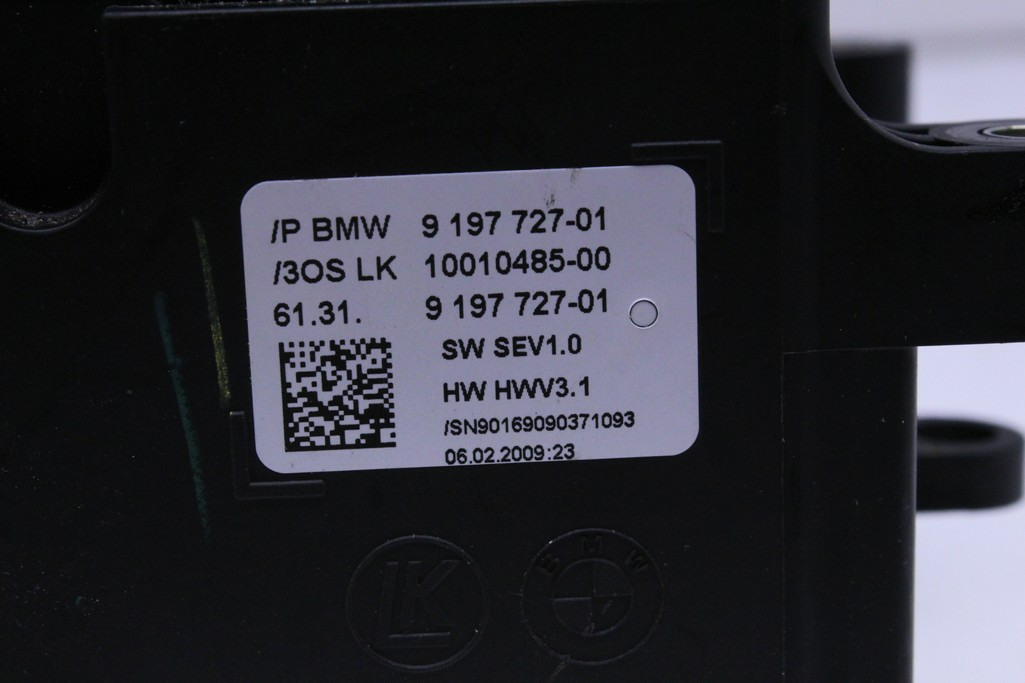 /P BMW 9 197 727-01
/3OS LK 10010485-00
61.31. 9 197 727-01
SW SEV1.0
HW HWV3.1
/SN90169090371093
06.02.2009:23
LK
BMW